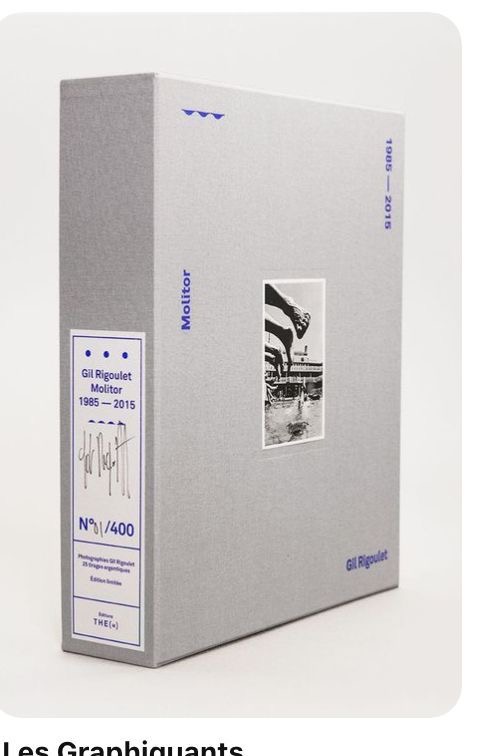 1985 — 2015
Molitor
Gil Rigoulet
Gil Rigoulet
Molitor
1985 — 2015
N°01/400
Photographies Gil Rigoulet
25 tirages argentiques
Édition limitée
Éditions
THE(M)
Les Graphiquants